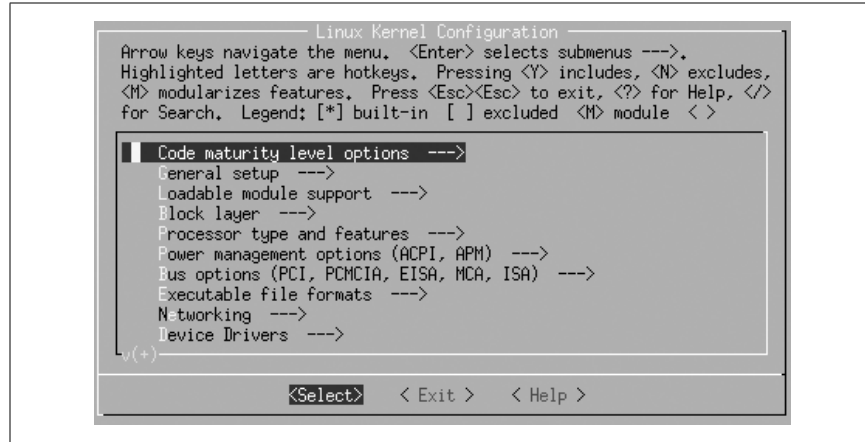 Linux Kernel Configuration
Arrow keys navigate the menu. <Enter> selects submenus --->.
Highlighted letters are hotkeys. Pressing <Y> includes, <N> excludes,
<M> modularizes features. Press <Esc><Esc> to exit, <?> for Help, </>
for Search. Legend: [*] built-in [ ] excluded <M> module < >
Code maturity level options --->
General setup --->
Loadable module support --->
Block layer --->
Processor type and features --->
Power management options (ACPI, APM) --->
Bus options (PCI, PCMCIA, EISA, MCA, ISA) --->
Executable file formats --->
Networking --->
Device Drivers --->
v(+)
<Select> < Exit > < Help >